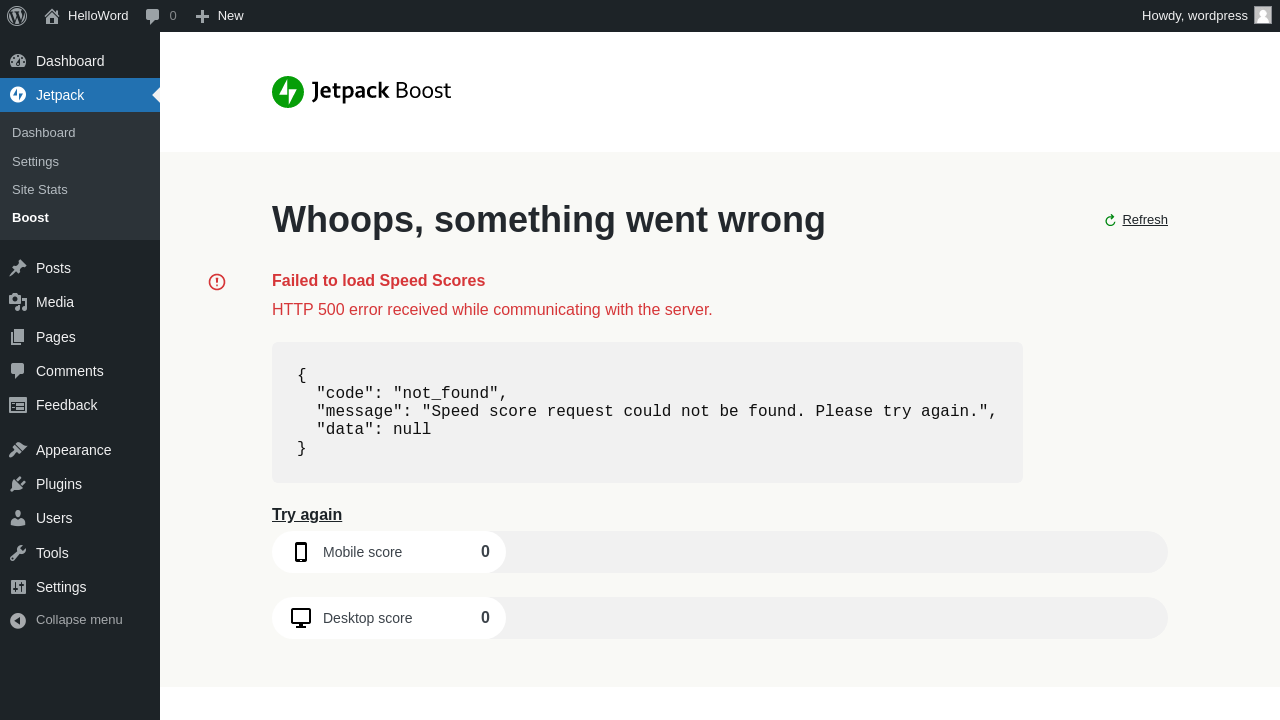 HelloWord
0
New
Howdy, wordpress
Dashboard
Jetpack
Dashboard
Settings
Site Stats
Boost
Posts
Media
Pages
Comments
Feedback
Appearance
Plugins
Users
Tools
Settings
Collapse menu
Jetpack Boost
Whoops, something went wrong
Refresh
Failed to load Speed Scores
HTTP 500 error received while communicating with the server.
{
  "code": "not_found",
  "message": "Speed score request could not be found. Please try again.",
  "data": null
}
Try again
Mobile score 0
Desktop score 0